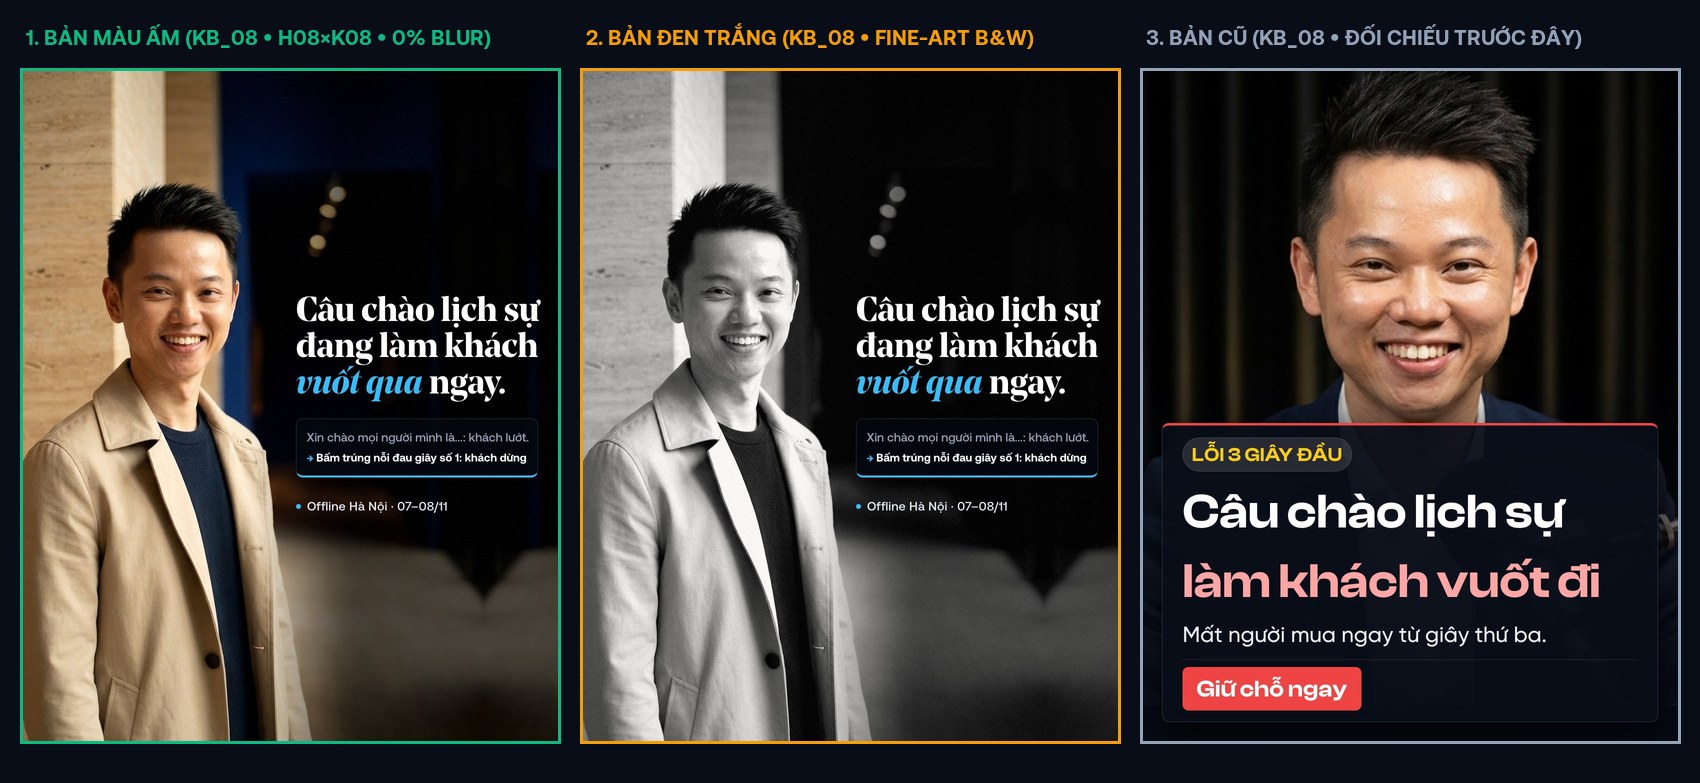 1. BẢN MÀU ẤM (KB_08 • H08×K08 • 0% BLUR)
Câu chào lịch sự
đang làm khách
vuốt qua ngay.
Xin chào mọi người mình là...: khách lướt.
→ Bấm trúng nỗi đau giây số 1: khách dừng
• Offline Hà Nội · 07–08/11
2. BẢN ĐEN TRẮNG (KB_08 • FINE-ART B&W)
Câu chào lịch sự
đang làm khách
vuốt qua ngay.
Xin chào mọi người mình là...: khách lướt.
→ Bấm trúng nỗi đau giây số 1: khách dừng
• Offline Hà Nội · 07–08/11
3. BẢN CŨ (KB_08 • ĐỐI CHIẾU TRƯỚC ĐÂY)
LỖI 3 GIÂY ĐẦU
Câu chào lịch sự
làm khách vuốt đi
Mất người mua ngay từ giây thứ ba.
Giữ chỗ ngay